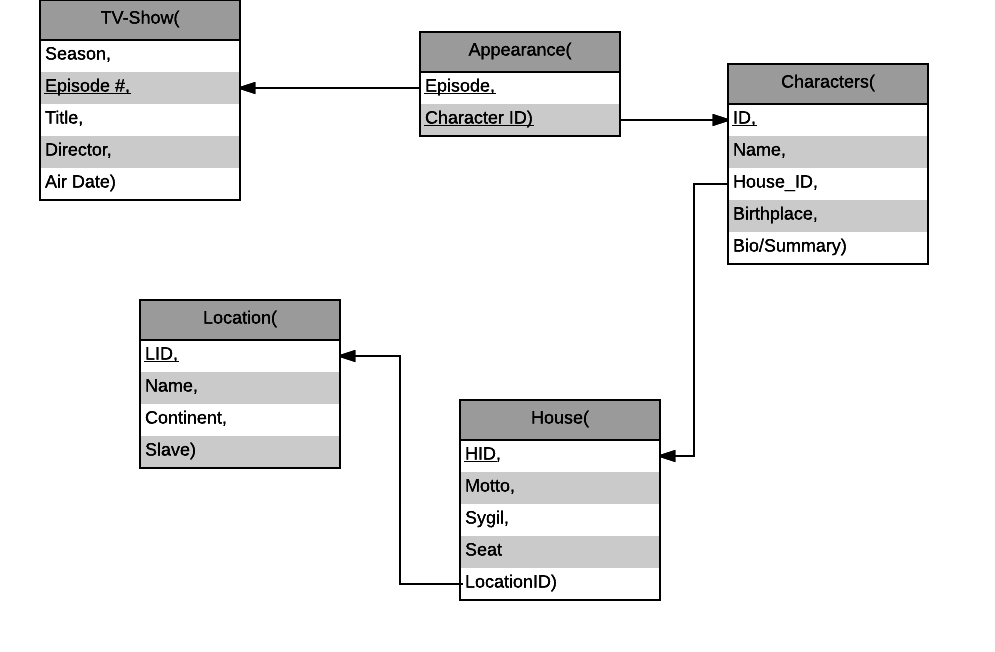 TV-Show(
Season,
Episode #,
Title,
Director,
Air Date)
Appearance(
Episode,
Character ID)
Characters(
ID,
Name,
House_ID,
Birthplace,
Bio/Summary)
Location(
LID,
Name,
Continent,
Slave)
House(
HID,
Motto,
Sygil,
Seat
LocationID)